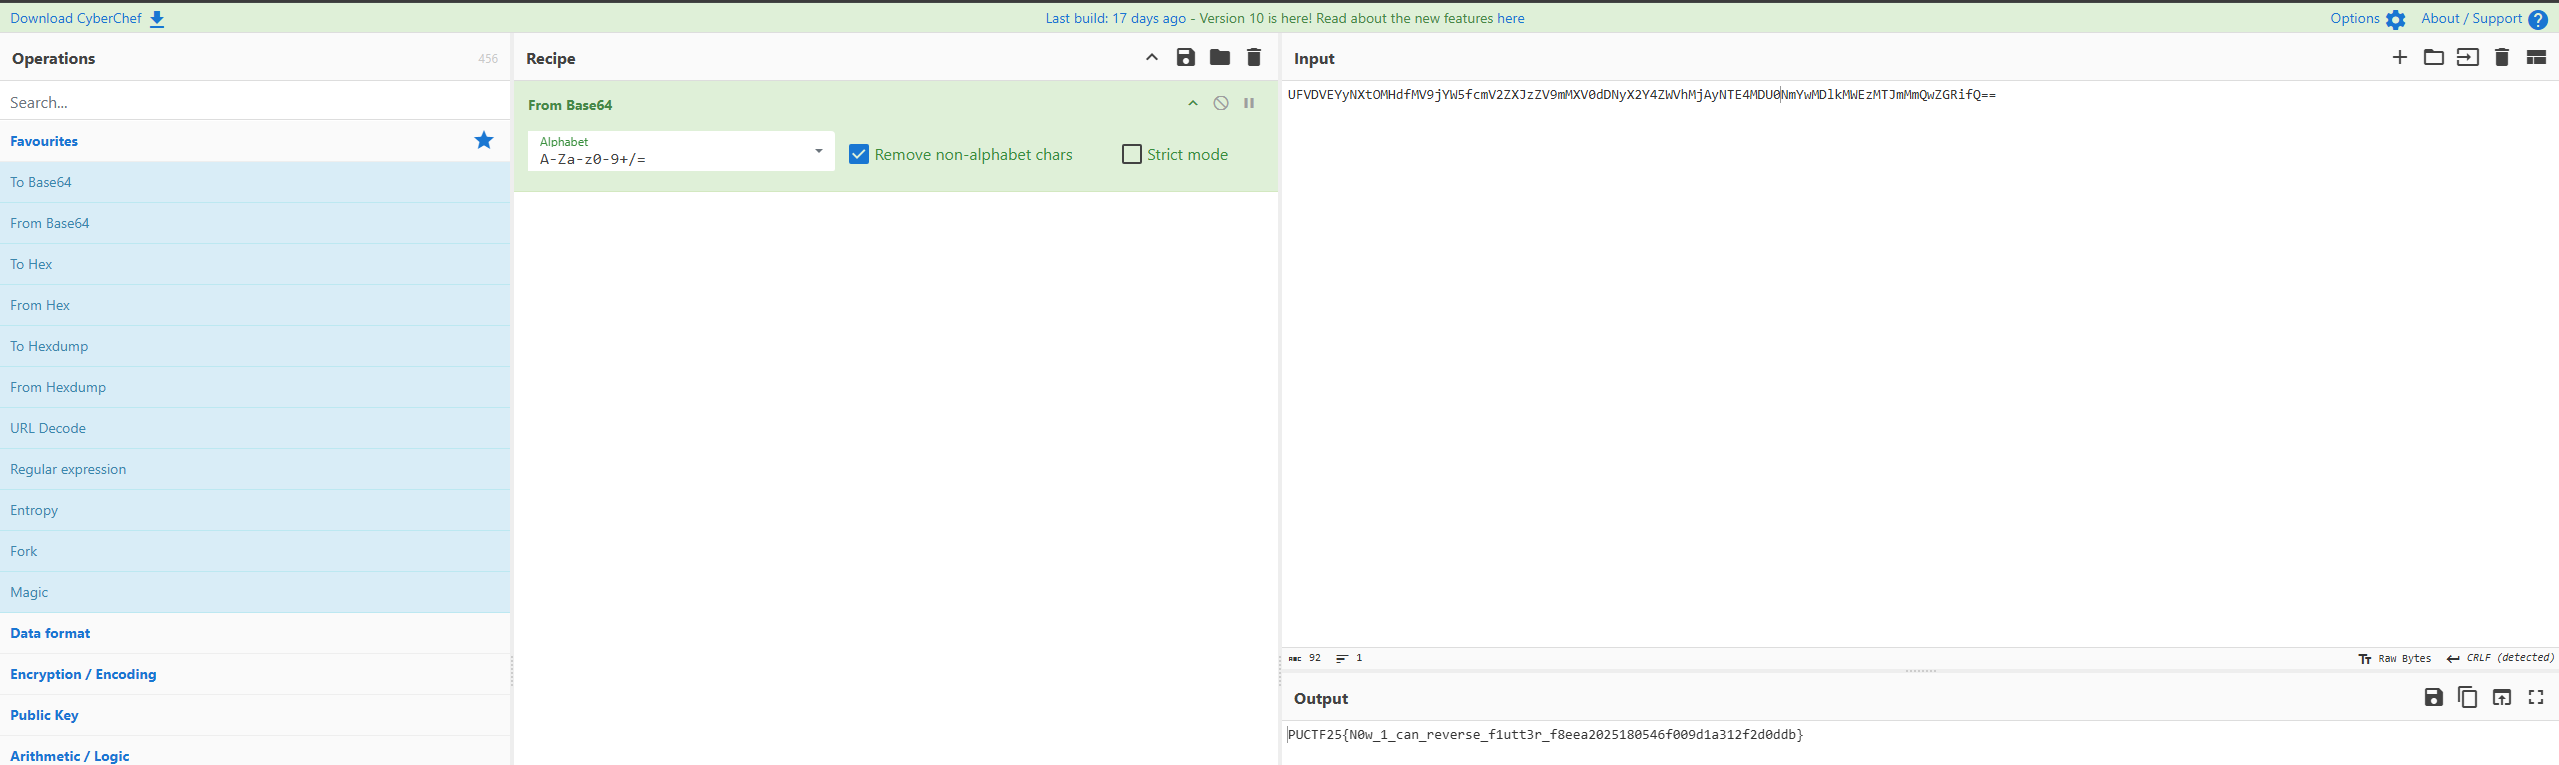 Download CyberChef
Last build: 17 days ago - Version 10 is here! Read about the new features here
Options
About / Support
Operations
456
Search...
Favourites
To Base64
From Base64
To Hex
From Hex
To Hexdump
From Hexdump
URL Decode
Regular expression
Entropy
Fork
Magic
Data format
Encryption / Encoding
Public Key
Arithmetic / Logic
Recipe
From Base64
Alphabet
A-Za-z0-9+/=
Remove non-alphabet chars
Strict mode
Input
UFVDVEYyNXtOMHdfMV9jYW5fcmV2ZXJzZV9mMXV0dDNyX2Y4ZWVhMjAyNTE4MDU0NmYwMDlkMWEzMTJmMmQwZGRifQ==
ABC 92
1
Tт Raw Bytes
CRLF (detected)
Output
PUCTF25{N0w_1_can_reverse_f1utt3r_f8eea2025180546f009d1a312f2d0ddb}